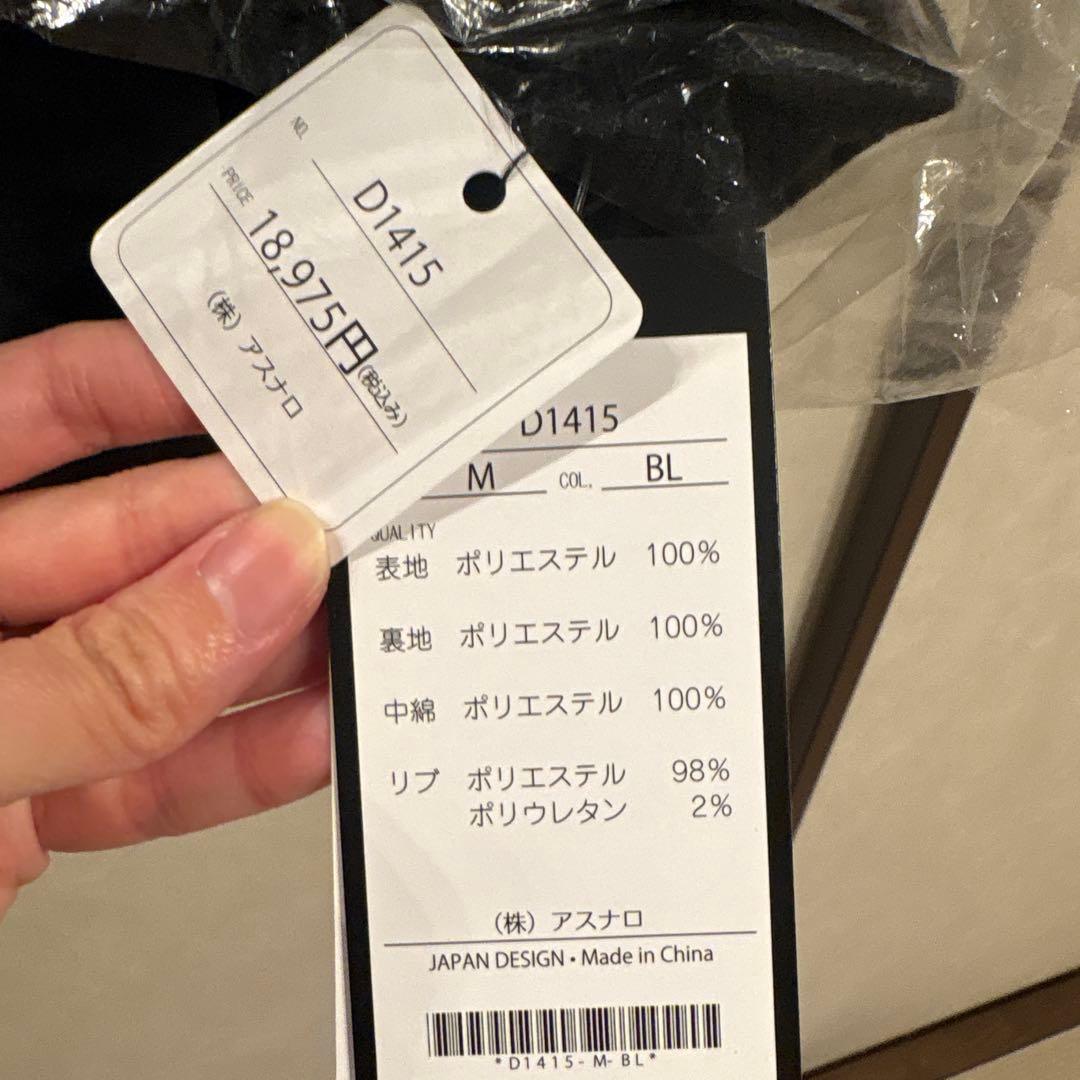 NO.
D1415
PRICE
18,975円(税込み)
(株) アスナロ
D1415
M COL. BL
QUALITY
表地 ポリエステル 100%
裏地 ポリエステル 100%
中綿 ポリエステル 100%
リブ ポリエステル 98%
ポリウレタン 2%
(株) アスナロ
JAPAN DESIGN・Made in China
*D1415-M-BL*